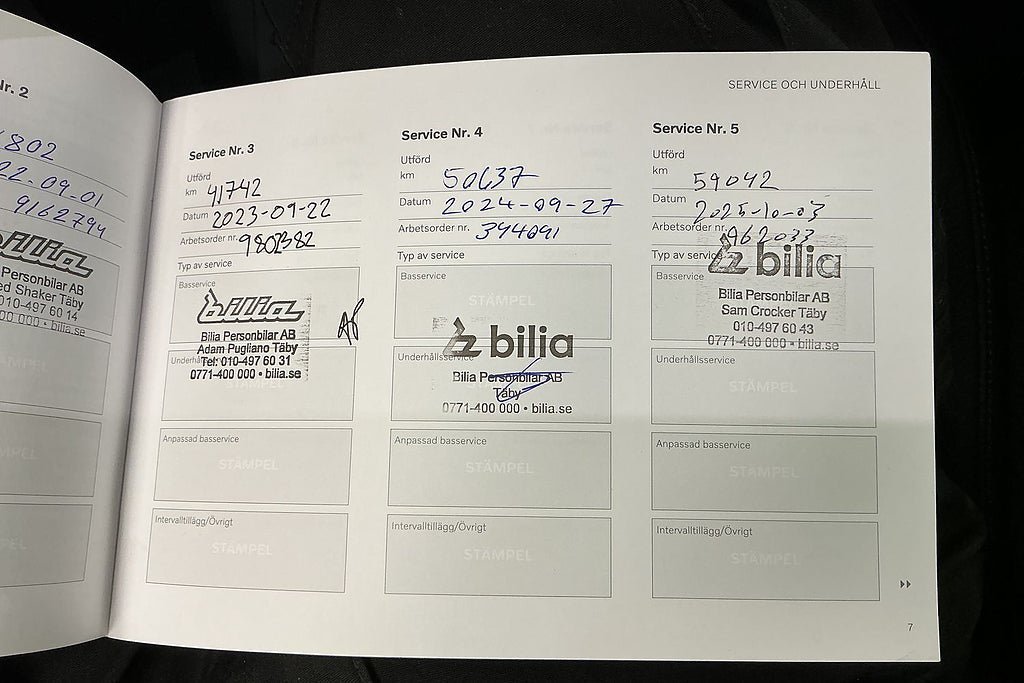 Nr. 2
802
22-09-01
9162794
bilia
Personbilar AB
ed Shaker Täby
010-497 60 14
00 000 • bilia.se
SERVICE OCH UNDERHÅLL
Service Nr. 3
Utförd
km 41742
Datum 2023-09-22
Arbetsorder nr. 9802382
Typ av service
Basservice
bilia
Bilia Personbilar AB
Adam Pugliano Täby
Tel: 010-497 60 31
0771-400 000 • bilia.se
Underhållsservice
STÄMPEL
Anpassad basservice
STÄMPEL
Intervalltillägg/Övrigt
STÄMPEL
Service Nr. 4
Utförd
km 50637
Datum 2024-09-27
Arbetsorder nr. 394091
Typ av service
Basservice
STÄMPEL
bilia
Underhållsservice
Bilia Personbilar AB
Täby
0771-400 000 • bilia.se
Anpassad basservice
STÄMPEL
Intervalltillägg/Övrigt
STÄMPEL
Service Nr. 5
Utförd
km 59042
Datum 2025-10-03
Arbetsorder nr. 962033
Typ av service
bilia
Basservice
Bilia Personbilar AB
Sam Crocker Täby
010-497 60 43
0771-400 000 • bilia.se
Underhållsservice
STÄMPEL
Anpassad basservice
STÄMPEL
Intervalltillägg/Övrigt
STÄMPEL
7